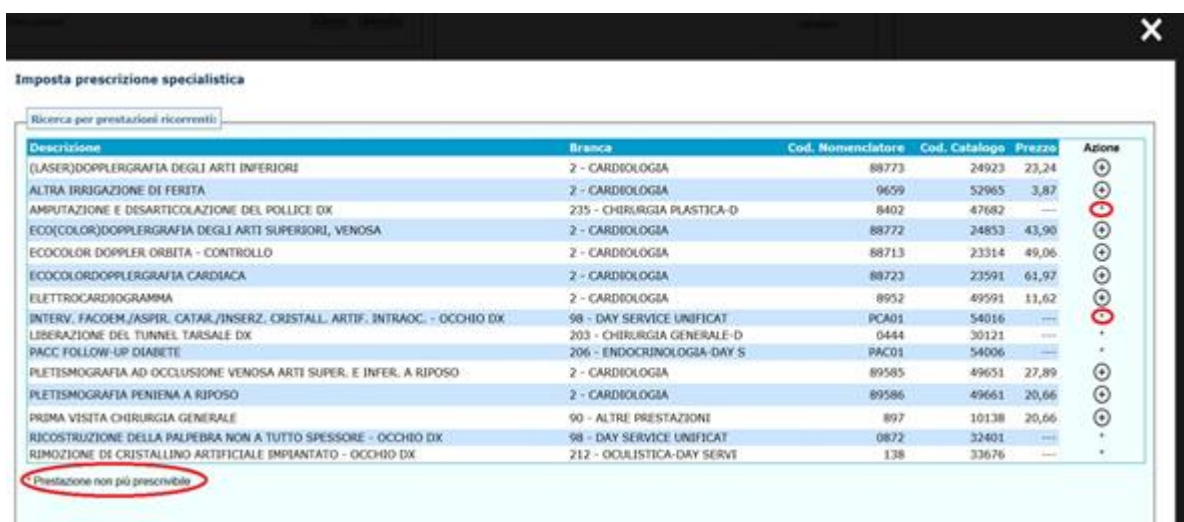 Imposta prescrizione specialistica
Ricerca per prestazioni ricorrenti:
Descrizione Branca Cod. Nomenclatore Cod. Catalogo Prezzo Azione
(LASER)DOPPLERGRAFIA DEGLI ARTI INFERIORI 2 - CARDIOLOGIA 88773 24923 23,24
ALTRA IRRIGAZIONE DI FERITA 2 - CARDIOLOGIA 9659 52965 3,87
AMPUTAZIONE E DISARTICOLAZIONE DEL POLLICE DX 235 - CHIRURGIA PLASTICA-D 8402 47682 --- *
ECO(COLOR)DOPPLERGRAFIA DEGLI ARTI SUPERIORI, VENOSA 2 - CARDIOLOGIA 88772 24853 43,90
ECOCOLOR DOPPLER ORBITA - CONTROLLO 2 - CARDIOLOGIA 88713 23314 49,06
ECOCOLORDOPPLERGRAFIA CARDIACA 2 - CARDIOLOGIA 88723 23591 61,97
ELETTROCARDIOGRAMMA 2 - CARDIOLOGIA 8952 49591 11,62
INTERV. FACOEM./ASPIR. CATAR./INSERZ. CRISTALL. ARTIF. INTRAOC. - OCCHIO DX 98 - DAY SERVICE UNIFICAT PCA01 54016 --- *
LIBERAZIONE DEL TUNNEL TARSALE DX 203 - CHIRURGIA GENERALE-D 0444 30121 --- *
PACC FOLLOW-UP DIABETE 206 - ENDOCRINOLOGIA-DAY S PAC01 54006 --- *
PLETISMOGRAFIA AD OCCLUSIONE VENOSA ARTI SUPER. E INFER. A RIPOSO 2 - CARDIOLOGIA 89585 49651 27,89
PLETISMOGRAFIA PENIENA A RIPOSO 2 - CARDIOLOGIA 89586 49661 20,66
PRIMA VISITA CHIRURGIA GENERALE 90 - ALTRE PRESTAZIONI 897 10138 20,66
RICOSTRUZIONE DELLA PALPEBRA NON A TUTTO SPESSORE - OCCHIO DX 98 - DAY SERVICE UNIFICAT 0872 32401 --- *
RIMOZIONE DI CRISTALLINO ARTIFICIALE IMPIANTATO - OCCHIO DX 212 - OCULISTICA-DAY SERVI 138 33676 --- *
* Prestazione non più prescrivibile